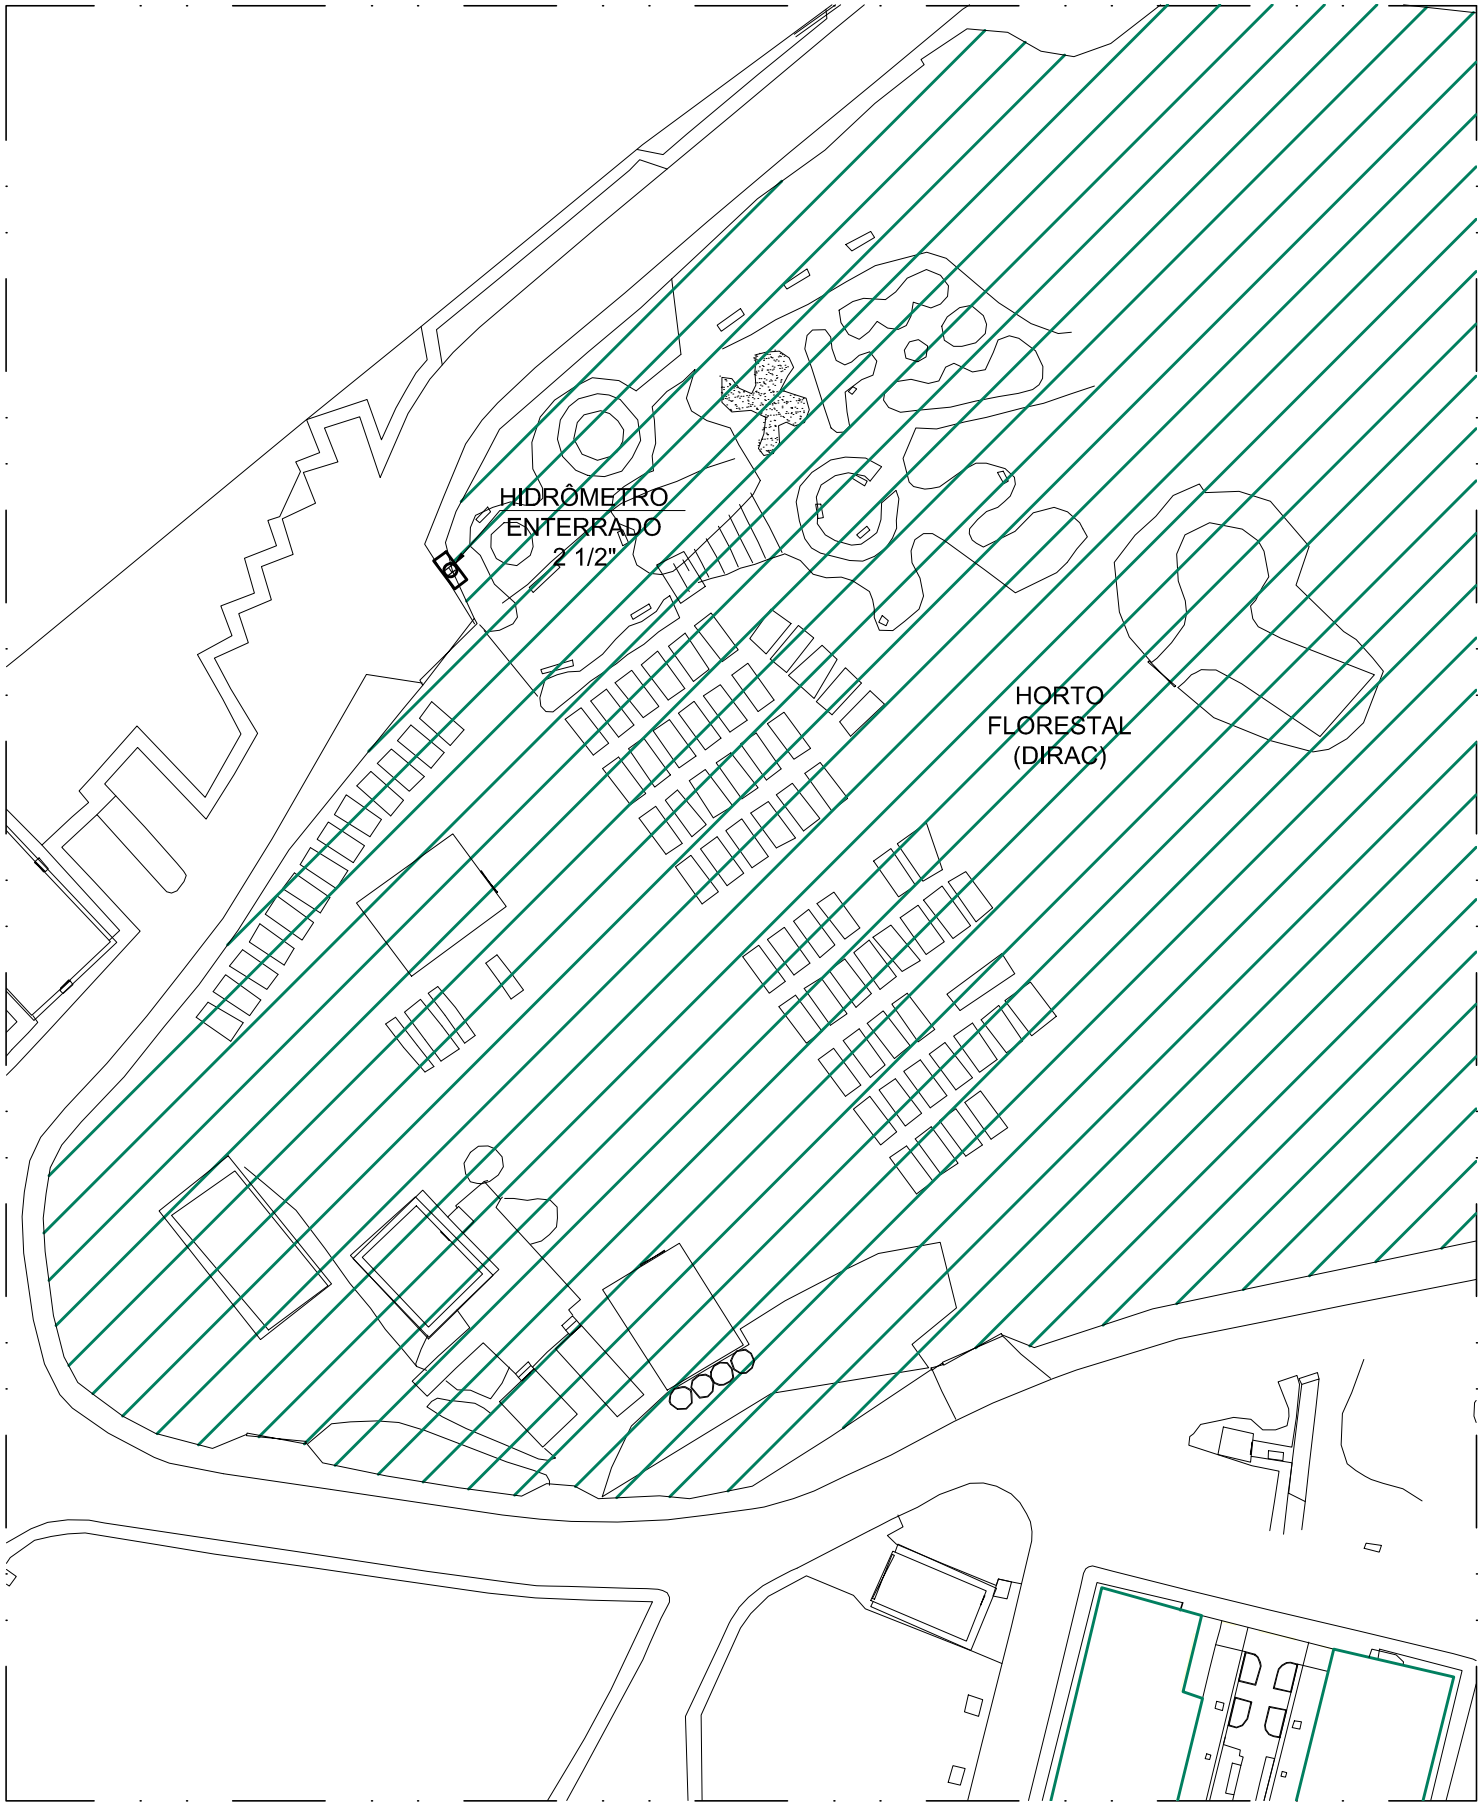 HIDRÔMETRO
ENTERRADO
2 1/2"
HORTO
FLORESTAL
(DIRAC)